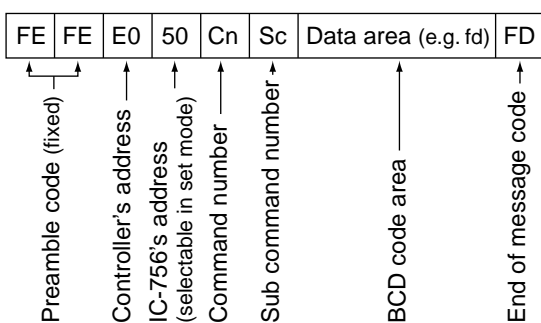 FE FE E0 50 Cn Sc Data area (e.g. fd) FD
Preamble code (fixed)
Controller's address
IC-756's address
(selectable in set mode)
Command number
Sub command number
BCD code area
End of message code